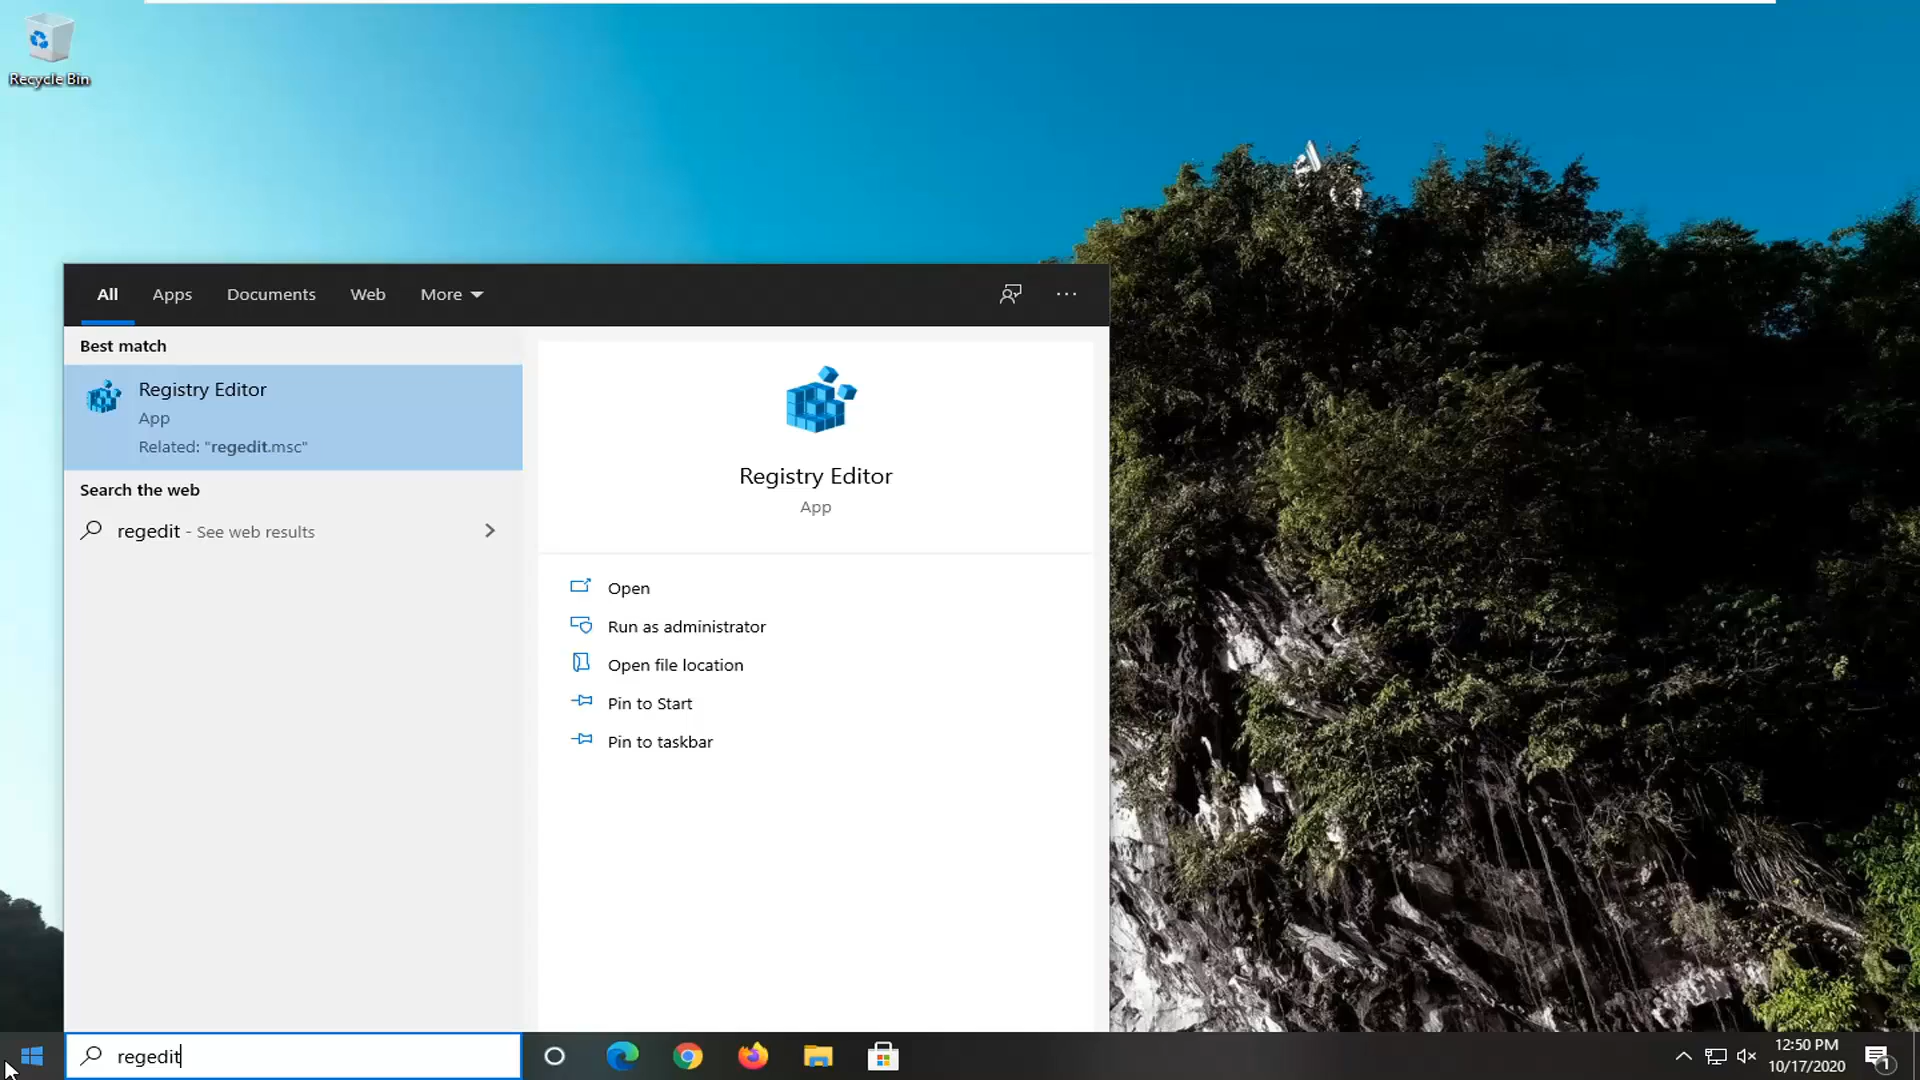 Recycle Bin
All Apps Documents Web More
Best match
Registry Editor
App
Related: "regedit.msc"
Search the web
regedit - See web results
Registry Editor
App
Open
Run as administrator
Open file location
Pin to Start
Pin to taskbar
regedit
12:50 PM
10/17/2020
1